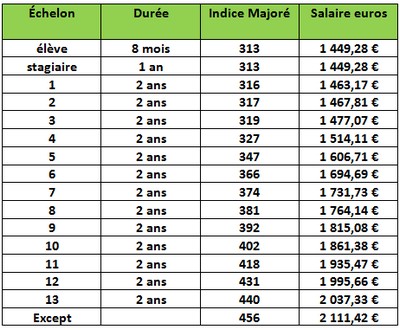 Échelon Durée Indice Majoré Salaire euros
élève 8 mois 313 1 449,28 €
stagiaire 1 an 313 1 449,28 €
1 2 ans 316 1 463,17 €
2 2 ans 317 1 467,81 €
3 2 ans 319 1 477,07 €
4 2 ans 327 1 514,11 €
5 2 ans 347 1 606,71 €
6 2 ans 366 1 694,69 €
7 2 ans 374 1 731,73 €
8 2 ans 381 1 764,14 €
9 2 ans 392 1 815,08 €
10 2 ans 402 1 861,38 €
11 2 ans 418 1 935,47 €
12 2 ans 431 1 995,66 €
13 2 ans 440 2 037,33 €
Except 456 2 111,42 €